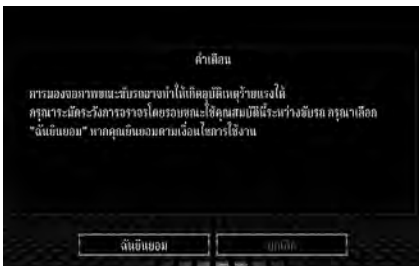 คำเตือน
การมองจอภาพขณะขับรถอาจทำให้เกิดอุบัติเหตุร้ายแรงได้
กรุณาระมัดระวังการจราจรโดยรอบขณะใช้คุณสมบัตินี้ระหว่างขับรถ กรุณาเลือก
"ฉันยินยอม" หากคุณยินยอมตามเงื่อนไขการใช้งาน
ฉันยินยอม
ยกเลิก